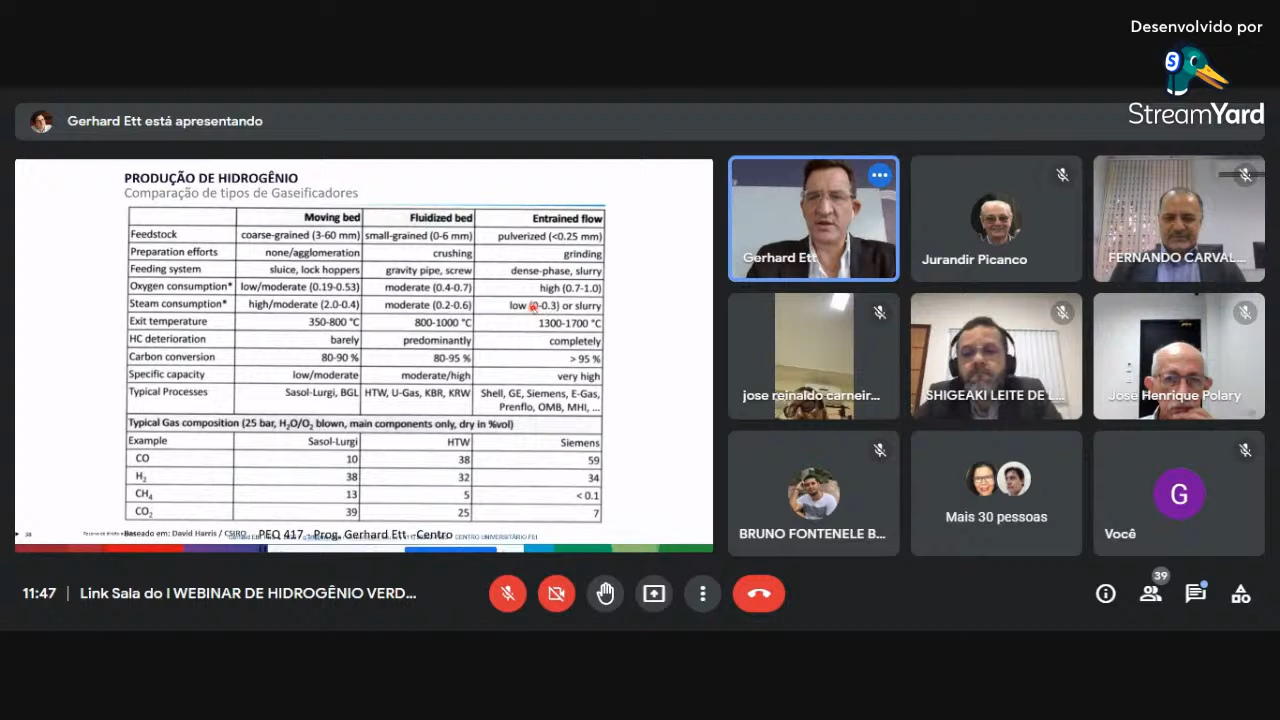 Desenvolvido por
S
StreamYard
Gerhard Ett está apresentando
PRODUÇÃO DE HIDROGÊNIO
Comparação de tipos de Gaseificadores
Moving bed Fluidized bed Entrained flow
Feedstock coarse-grained (3-60 mm) small-grained (0-6 mm) pulverized (<0.25 mm)
Preparation efforts none/agglomeration crushing grinding
Feeding system sluice, lock hoppers gravity pipe, screw dense-phase, slurry
Oxygen consumption* low/moderate (0.19-0.53) moderate (0.4-0.7) high (0.7-1.0)
Steam consumption* high/moderate (2.0-0.4) moderate (0.2-0.6) low (0-0.3) or slurry
Exit temperature 350-800 °C 800-1000 °C 1300-1700 °C
HC deterioration barely predominantly completely
Carbon conversion 80-90 % 80-95 % > 95 %
Specific capacity low/moderate moderate/high very high
Typical Processes Sasol-Lurgi, BGL HTW, U-Gas, KBR, KRW Shell, GE, Siemens, E-Gas,
Prenflo, OMB, MHI, ...
Typical Gas composition (25 bar, H₂O/O₂ blown, main components only, dry in %vol)
Example Sasol-Lurgi HTW Siemens
CO 10 38 59
H₂ 38 32 34
CH₄ 13 5 < 0.1
CO₂ 39 25 7
38 Baseado em: David Harris / CSIRO PEQ 417 - Prog. Gerhard Ett - Centro
CENTRO UNIVERSITÁRIO FEI
Gerhard Ett
Jurandir Picanco
FERNANDO CARVAL...
jose reinaldo carneir...
SHIGEAKI LEITE DE L...
José Henrique Polary
BRUNO FONTENELE B...
Mais 30 pessoas
G
Você
11:47 | Link Sala do I WEBINAR DE HIDROGÊNIO VERD...
39